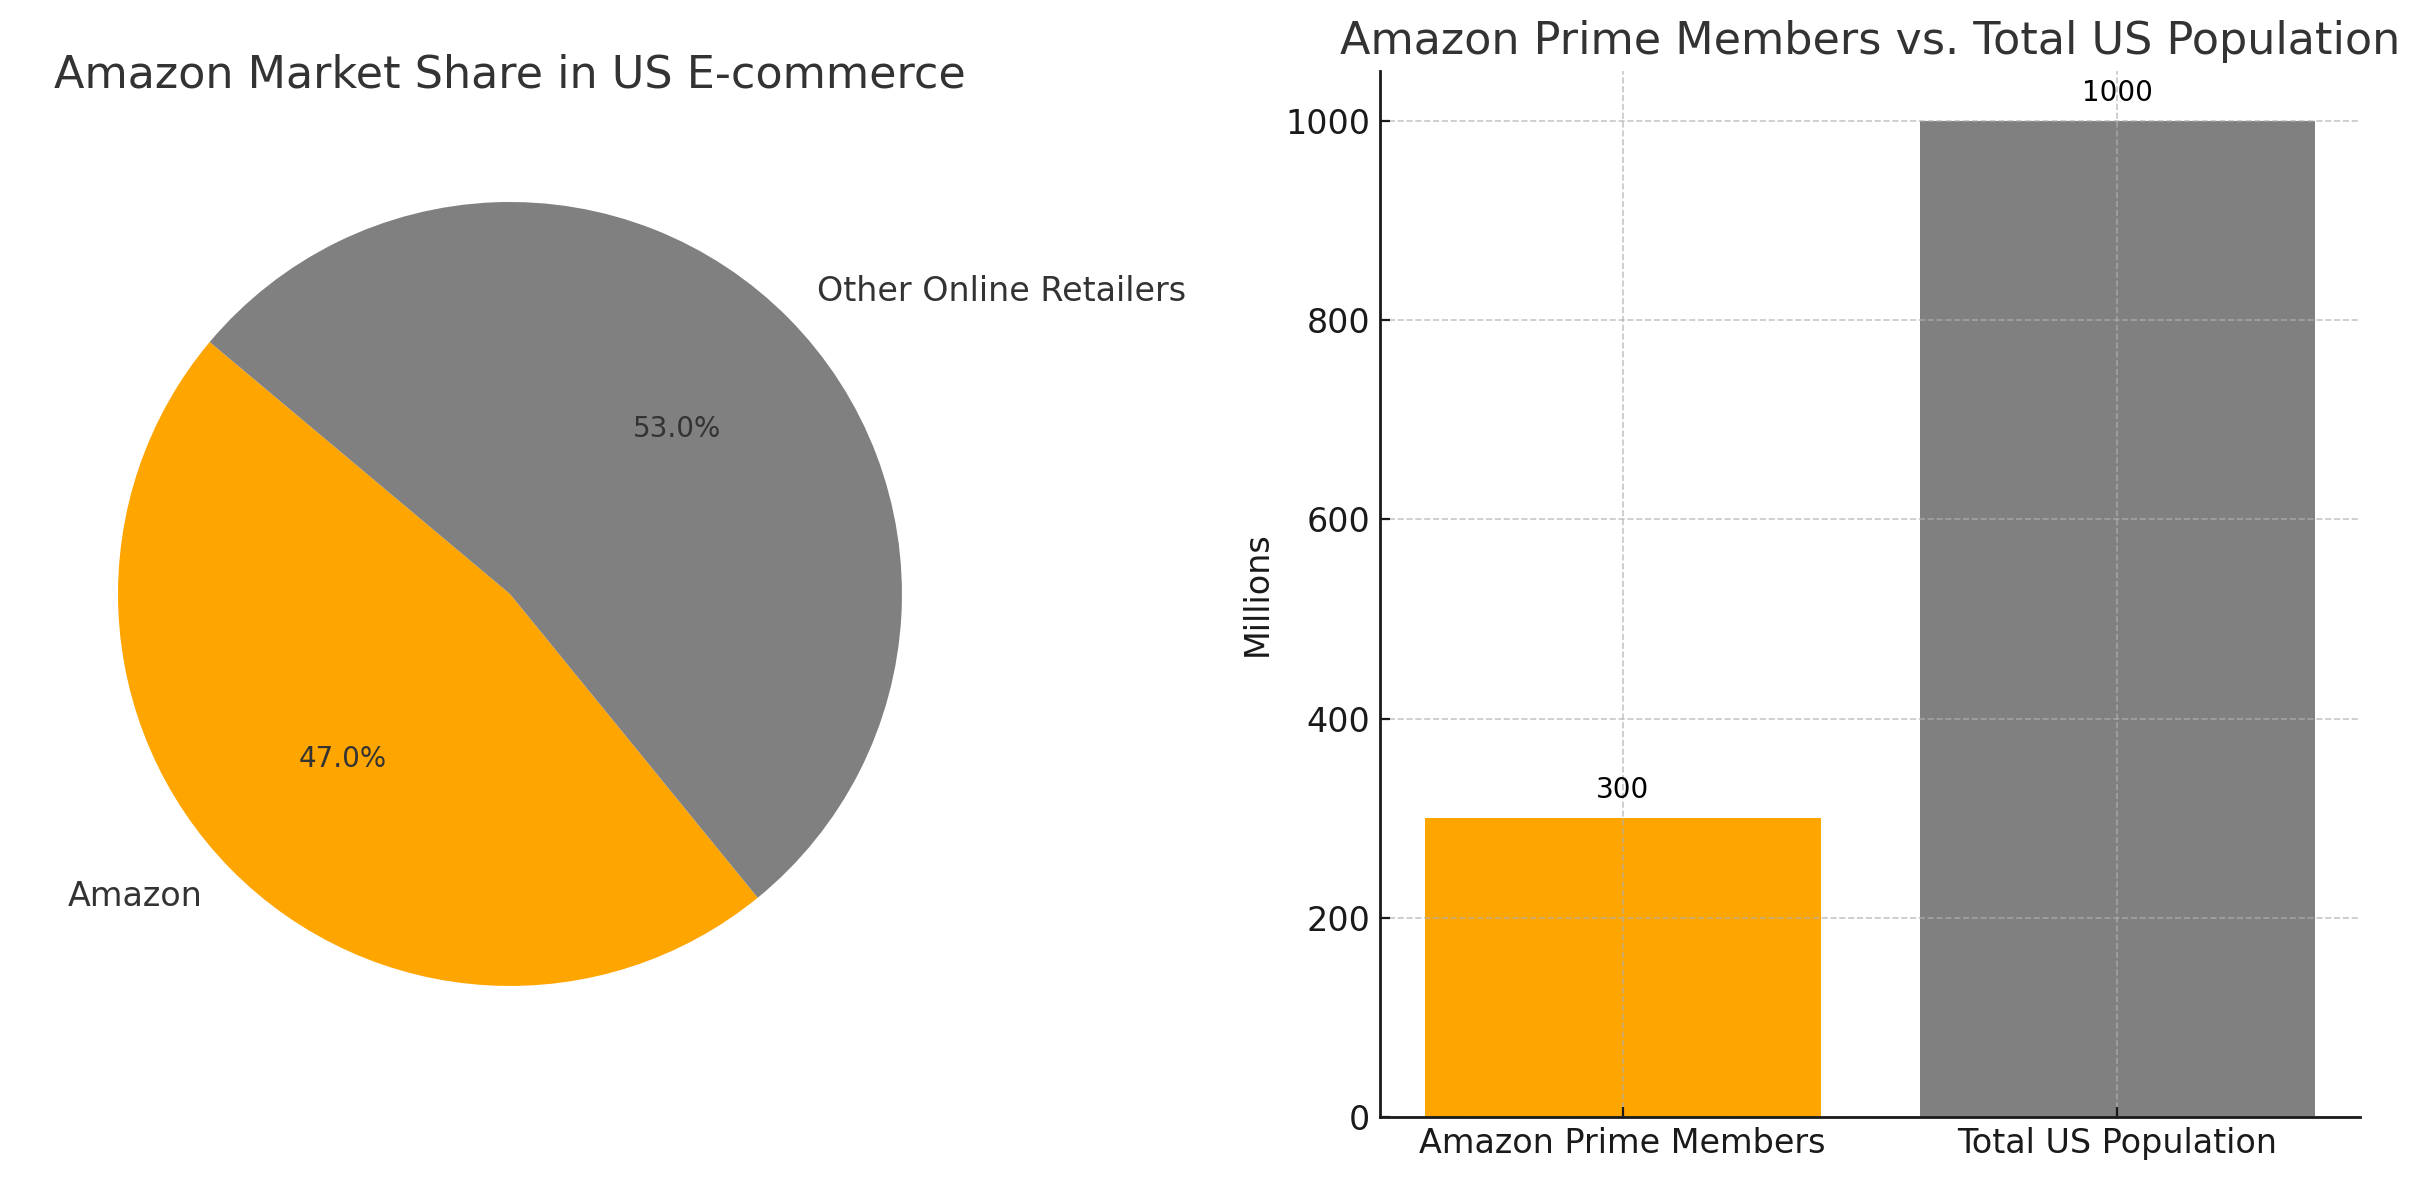 Amazon Market Share in US E-commerce
Other Online Retailers
53.0%
47.0%
Amazon
Amazon Prime Members vs. Total US Population
1000
1000
800
600
400
300
200
0
Millions
Amazon Prime Members
Total US Population